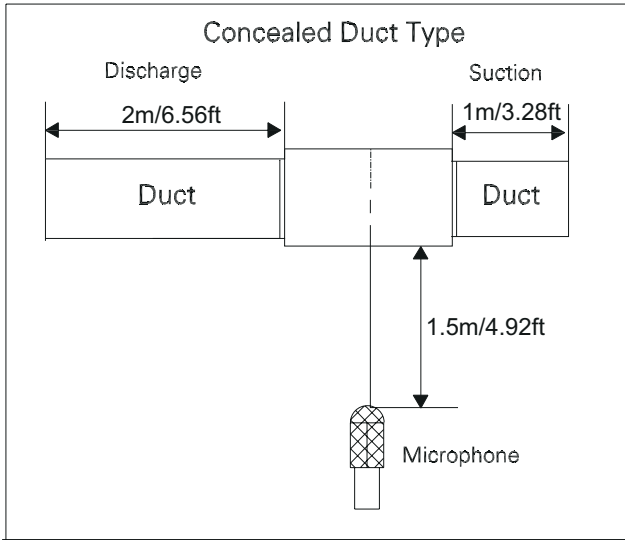 Concealed Duct Type
Discharge
Suction
2m/6.56ft
1m/3.28ft
Duct
Duct
1.5m/4.92ft
Microphone